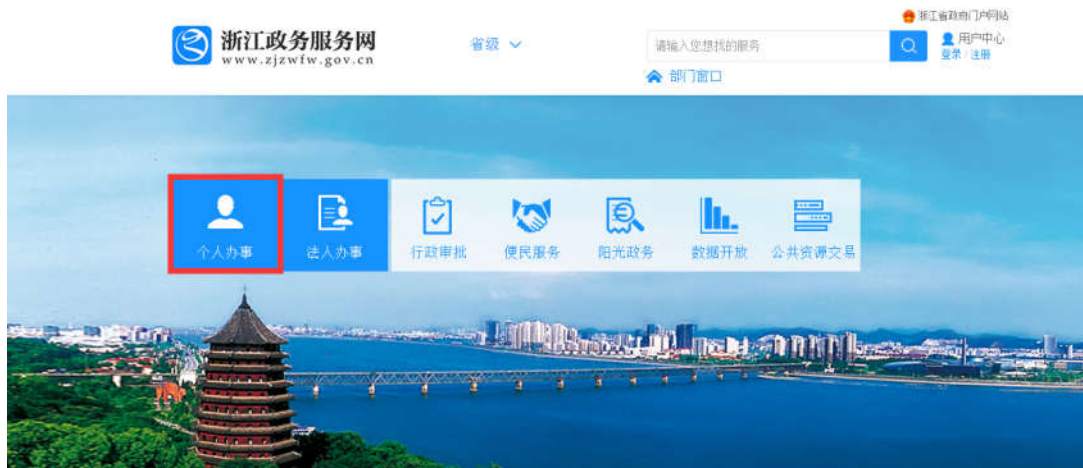 浙江省政府门户网站
浙江政务服务网
www.zjzwfw.gov.cn
省级
请输入您想找的服务
用户中心
登录 注册
部门窗口
个人办事
法人办事
行政审批
便民服务
阳光政务
数据开放
公共资源交易